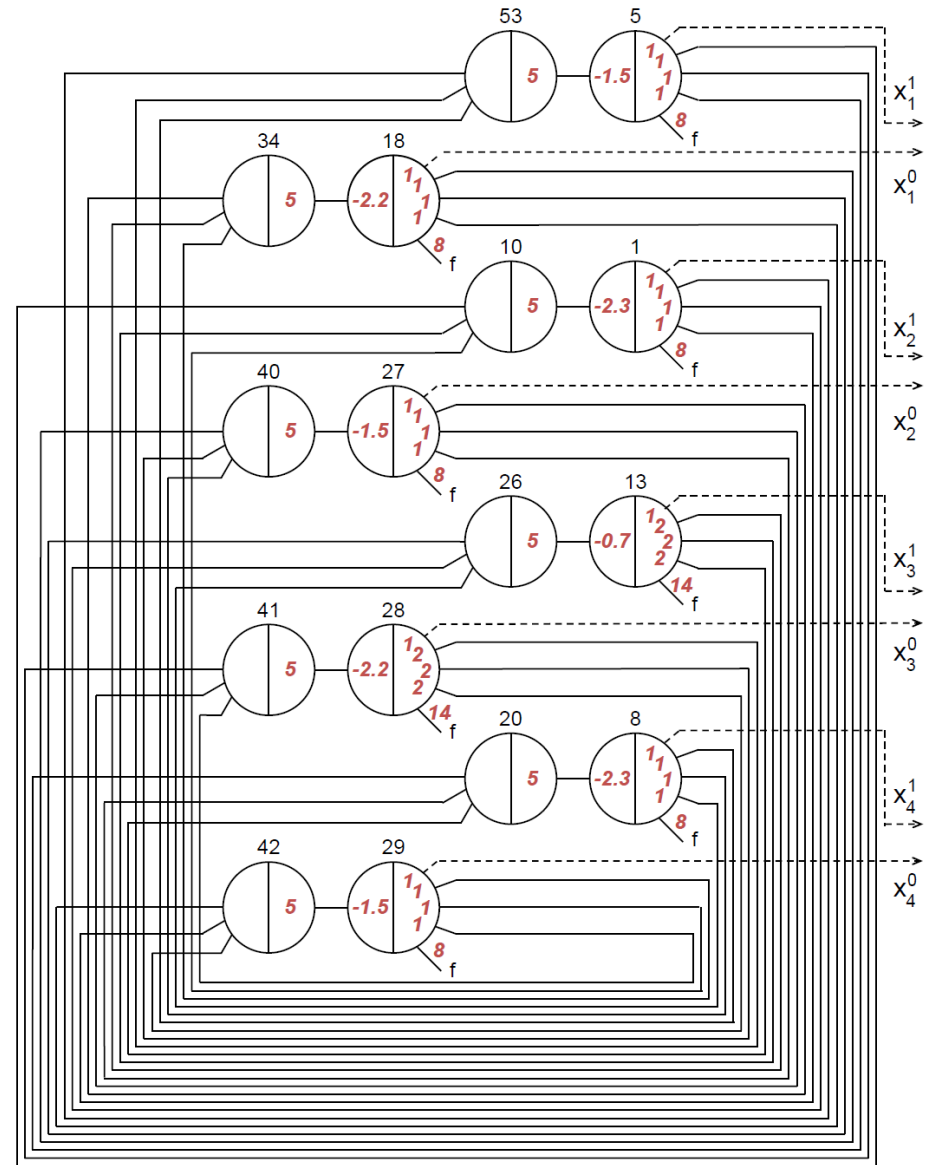 53 5
5 -1.5 1 1 1 1
8 f
x₁¹
34 18
5 -2.2 1 1 1 1
8 f
x₁⁰
10 1
5 -2.3 1 1 1 1
8 f
x₂¹
40 27
5 -1.5 1 1 1 1
8 f
x₂⁰
26 13
5 -0.7 1 2 2 2
14 f
x₃¹
41 28
5 -2.2 1 2 2 2
14 f
x₃⁰
20 8
5 -2.3 1 1 1 1
8 f
x₄¹
42 29
5 -1.5 1 1 1 1
8 f
x₄⁰